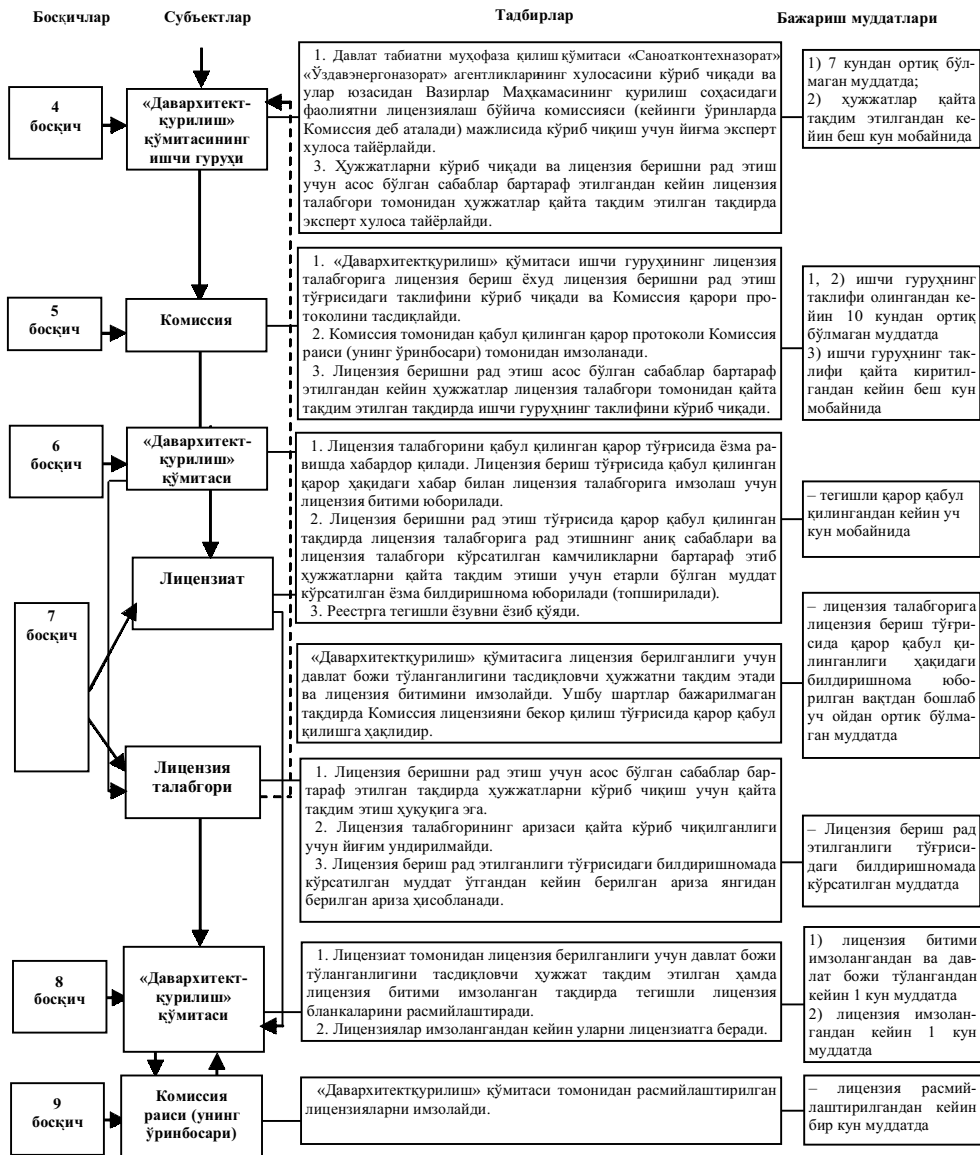 Босқичлар Субъектлар Тадбирлар Бажариш муддатлари
4
босқич
«Давархитект-
қурилиш»
қўмитасининг
ишчи гуруҳи
1. Давлат табиатни муҳофаза қилиш қўмитаси «Саноатконтехназорат»
«Ўздавэнергоназорат» агентликларининг хулосасини кўриб чиқади ва
улар юзасидан Вазирлар Маҳкамасининг қурилиш соҳасидаги
фаолиятни лицензиялаш бўйича комиссияси (кейинги ўринларда
Комиссия деб аталади) мажлисида кўриб чиқиш учун йиғма эксперт
хулоса тайёрлайди.
3. Ҳужжатларни кўриб чиқади ва лицензия беришни рад этиш
учун асос бўлган сабаблар бартараф этилгандан кейин лицензия
талабгори томонидан ҳужжатлар қайта тақдим этилган тақдирда
эксперт хулоса тайёрлайди.
1) 7 кундан ортиқ бўл-
маган муддатда;
2) ҳужжатлар қайта
тақдим этилгандан ке-
йин беш кун мобайнида
5
босқич
Комиссия
1. «Давархитектқурилиш» қўмитаси ишчи гуруҳининг лицензия
талабгорига лицензия бериш ёхуд лицензия беришни рад этиш
тўғрисидаги таклифини кўриб чиқади ва Комиссия қарори про-
токолини тасдиқлайди.
2. Комиссия томонидан қабул қилинган қарор протоколи Комиссия
раиси (унинг ўринбосари) томонидан имзоланади.
3. Лицензия беришни рад этиш асос бўлган сабаблар бартараф
этилгандан кейин ҳужжатлар лицензия талабгори томонидан қайта
тақдим этилган тақдирда ишчи гуруҳнинг таклифини кўриб чиқади.
1, 2) ишчи гуруҳнинг
таклифи олингандан ке-
йин 10 кундан ортиқ
бўлмаган муддатда
3) ишчи гуруҳнинг так-
лифи қайта киритил-
гандан кейин беш кун
мобайнида
6
босқич
«Давархитект-
қурилиш»
қўмитаси
1. Лицензия талабгорини қабул қилинган қарор тўғрисида ёзма ра-
вишда хабардор қилади. Лицензия бериш тўғрисида қабул қилинган
қарор ҳақидаги хабар билан лицензия талабгорига имзолаш учун
лицензия битими юборилади.
2. Лицензия беришни рад этиш тўғрисида қарор қабул қилинган
тақдирда лицензия талабгорига рад этишнинг аниқ сабаблари ва
лицензия талабгори кўрсатилган камчиликларни бартараф этиб
ҳужжатларни қайта тақдим этиши учун етарли бўлган муддат
кўрсатилган ёзма билдиришнома юборилади (топширилади).
3. Реестрга тегишли ёзувни ёзиб қўяди.
– тегишли қарор қабул
қилингандан кейин уч
кун мобайнида
7
босқич
Лицензиат
«Давархитектқурилиш» қўмитасига лицензия берилганлиги учун
давлат божи тўланганлигини тасдиқловчи ҳужжатни тақдим этади
ва лицензия битимини имзолайди. Ушбу шартлар бажарилмаган
тақдирда Комиссия лицензияни бекор қилиш тўғрисида қарор қабул
қилишга ҳақлидир.
– лицензия талабгорига
лицензия бериш тўғри-
сида қарор қабул қи-
линганлиги ҳақидаги
билдиришнома юбо-
рилган вақтдан бошлаб
уч ойдан ортик бўлма-
ган муддатда
Лицензия
талабгори
1. Лицензия беришни рад этиш учун асос бўлган сабаблар бар-
тараф этилган тақдирда ҳужжатларни кўриб чиқиш учун қайта
тақдим этиш ҳуқуқига эга.
2. Лицензия талабгорининг аризаси қайта кўриб чиқилганлиги
учун йиғим ундирилмайди.
3. Лицензия бериш рад этилганлиги тўғрисидаги билдиришномада
кўрсатилган муддат ўтгандан кейин берилган ариза янгидан
берилган ариза ҳисобланади.
– Лицензия бериш рад
этилганлиги тўғриси-
даги билдиришномада
кўрсатилган муддатда
8
босқич
«Давархитект-
қурилиш»
қўмитаси
1. Лицензиат томонидан лицензия берилганлиги учун давлат божи
тўланганлигини тасдиқловчи ҳужжат тақдим этилган ҳамда
лицензия битими имзоланган тақдирда тегишли лицензия
бланкаларини расмийлаштиради.
2. Лицензиялар имзолангандан кейин уларни лицензиатга беради.
1) лицензия битими
имзолангандан ва дав-
лат божи тўлангандан
кейин 1 кун муддатда
2) лицензия имзолан-
гандан кейин 1 кун
муддатда
9
босқич
Комиссия
раиси (унинг
ўринбосари)
«Давархитектқурилиш» қўмитаси томонидан расмийлаштирилган
лицензияларни имзолайди.
– лицензия расмий-
лаштирилгандан кейин
бир кун муддатда